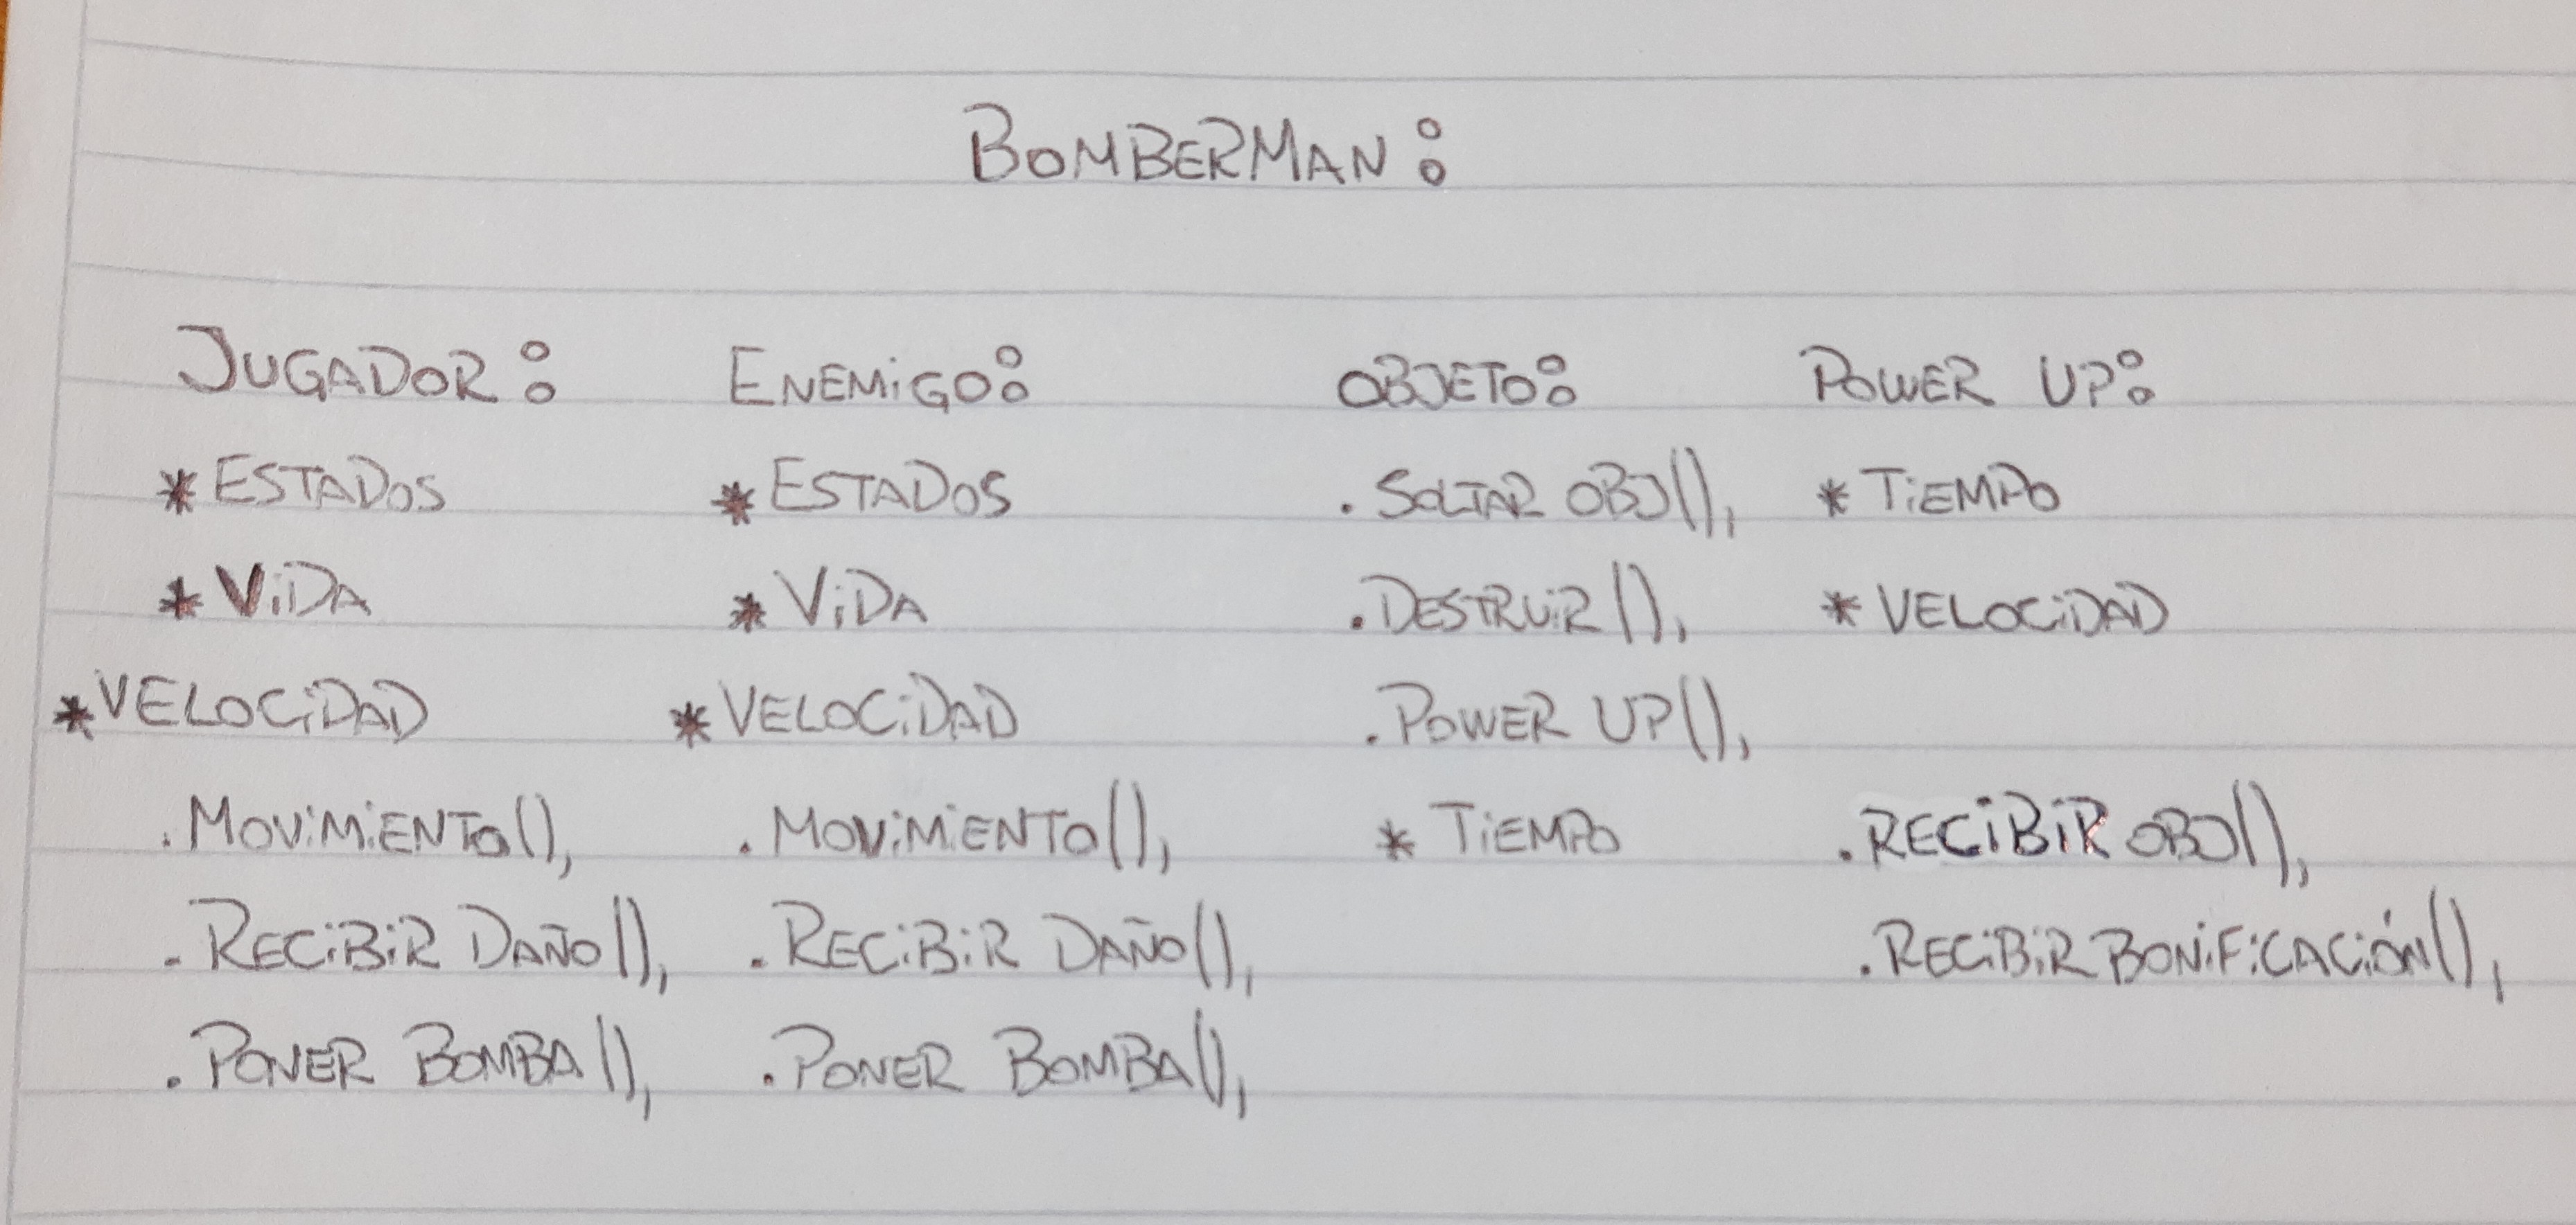 BOMBERMAN:
JUGADOR: ENEMIGO: OBJETO: POWER UP:
* ESTADOS * ESTADOS . SOLTAR OBJ(), * TIEMPO
* ViDA * ViDA . DESTRUiR(), * VELOCiDAD
* VELOCiDAD * VELOCiDAD . POWER UP(),
. MOViMiENTO(), . MOViMiENTO(), * TiEMPO . RECiBiR OBJ(),
. RECiBiR DAÑO(), . RECiBiR DAÑO(), . RECiBiR BONiFiCACiÓN(),
. PONER BOMBA(), . PONER BOMBA(),